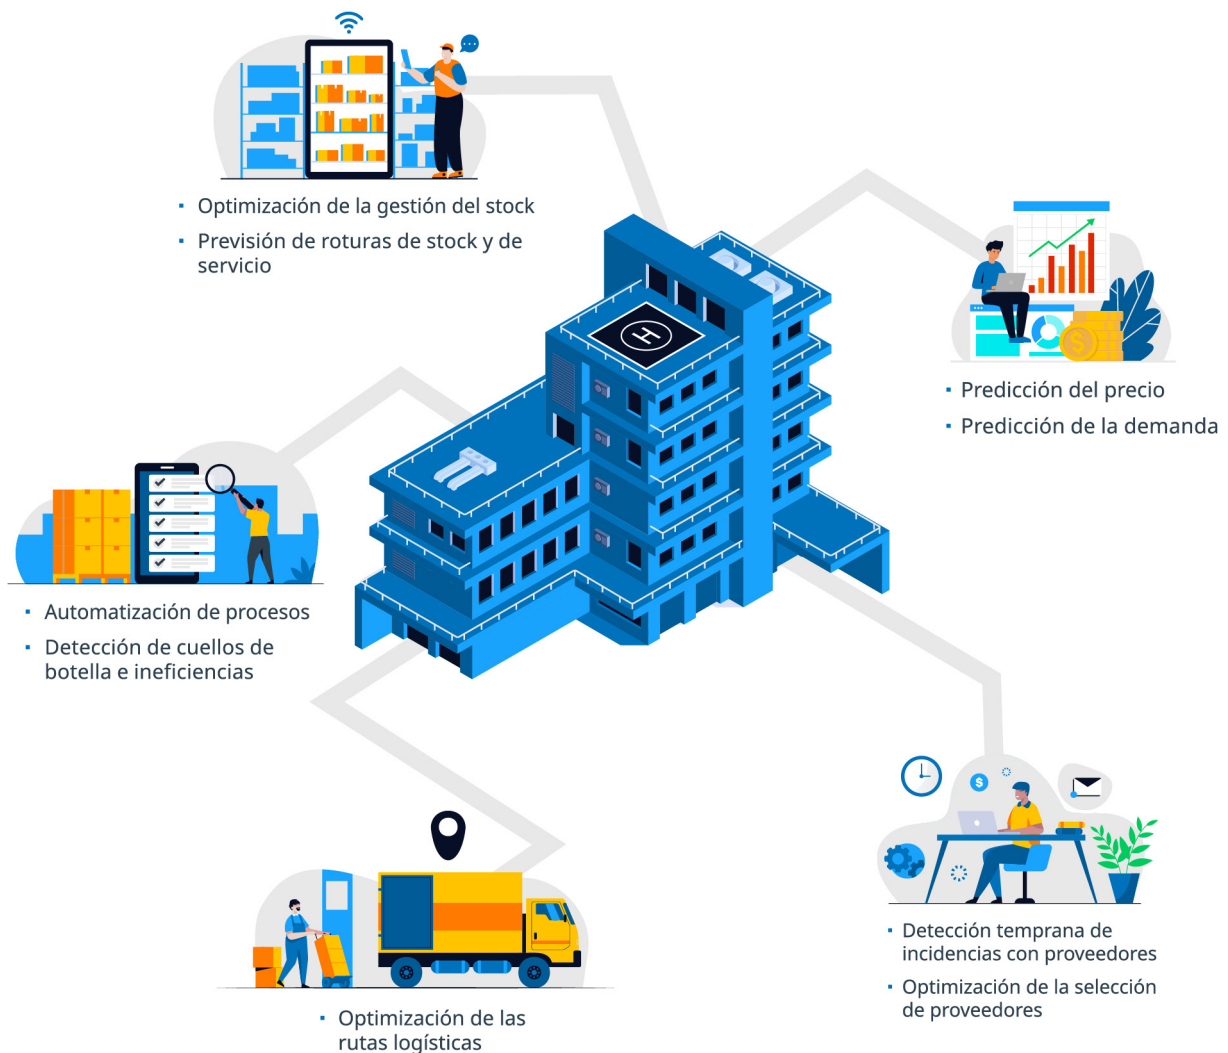 ▪ Optimización de la gestión del stock
▪ Previsión de roturas de stock y de
servicio
▪ Predicción del precio
▪ Predicción de la demanda
▪ Automatización de procesos
▪ Detección de cuellos de
botella e ineficiencias
▪ Detección temprana de
incidencias con proveedores
▪ Optimización de la selección
de proveedores
▪ Optimización de las
rutas logísticas
H
$
$